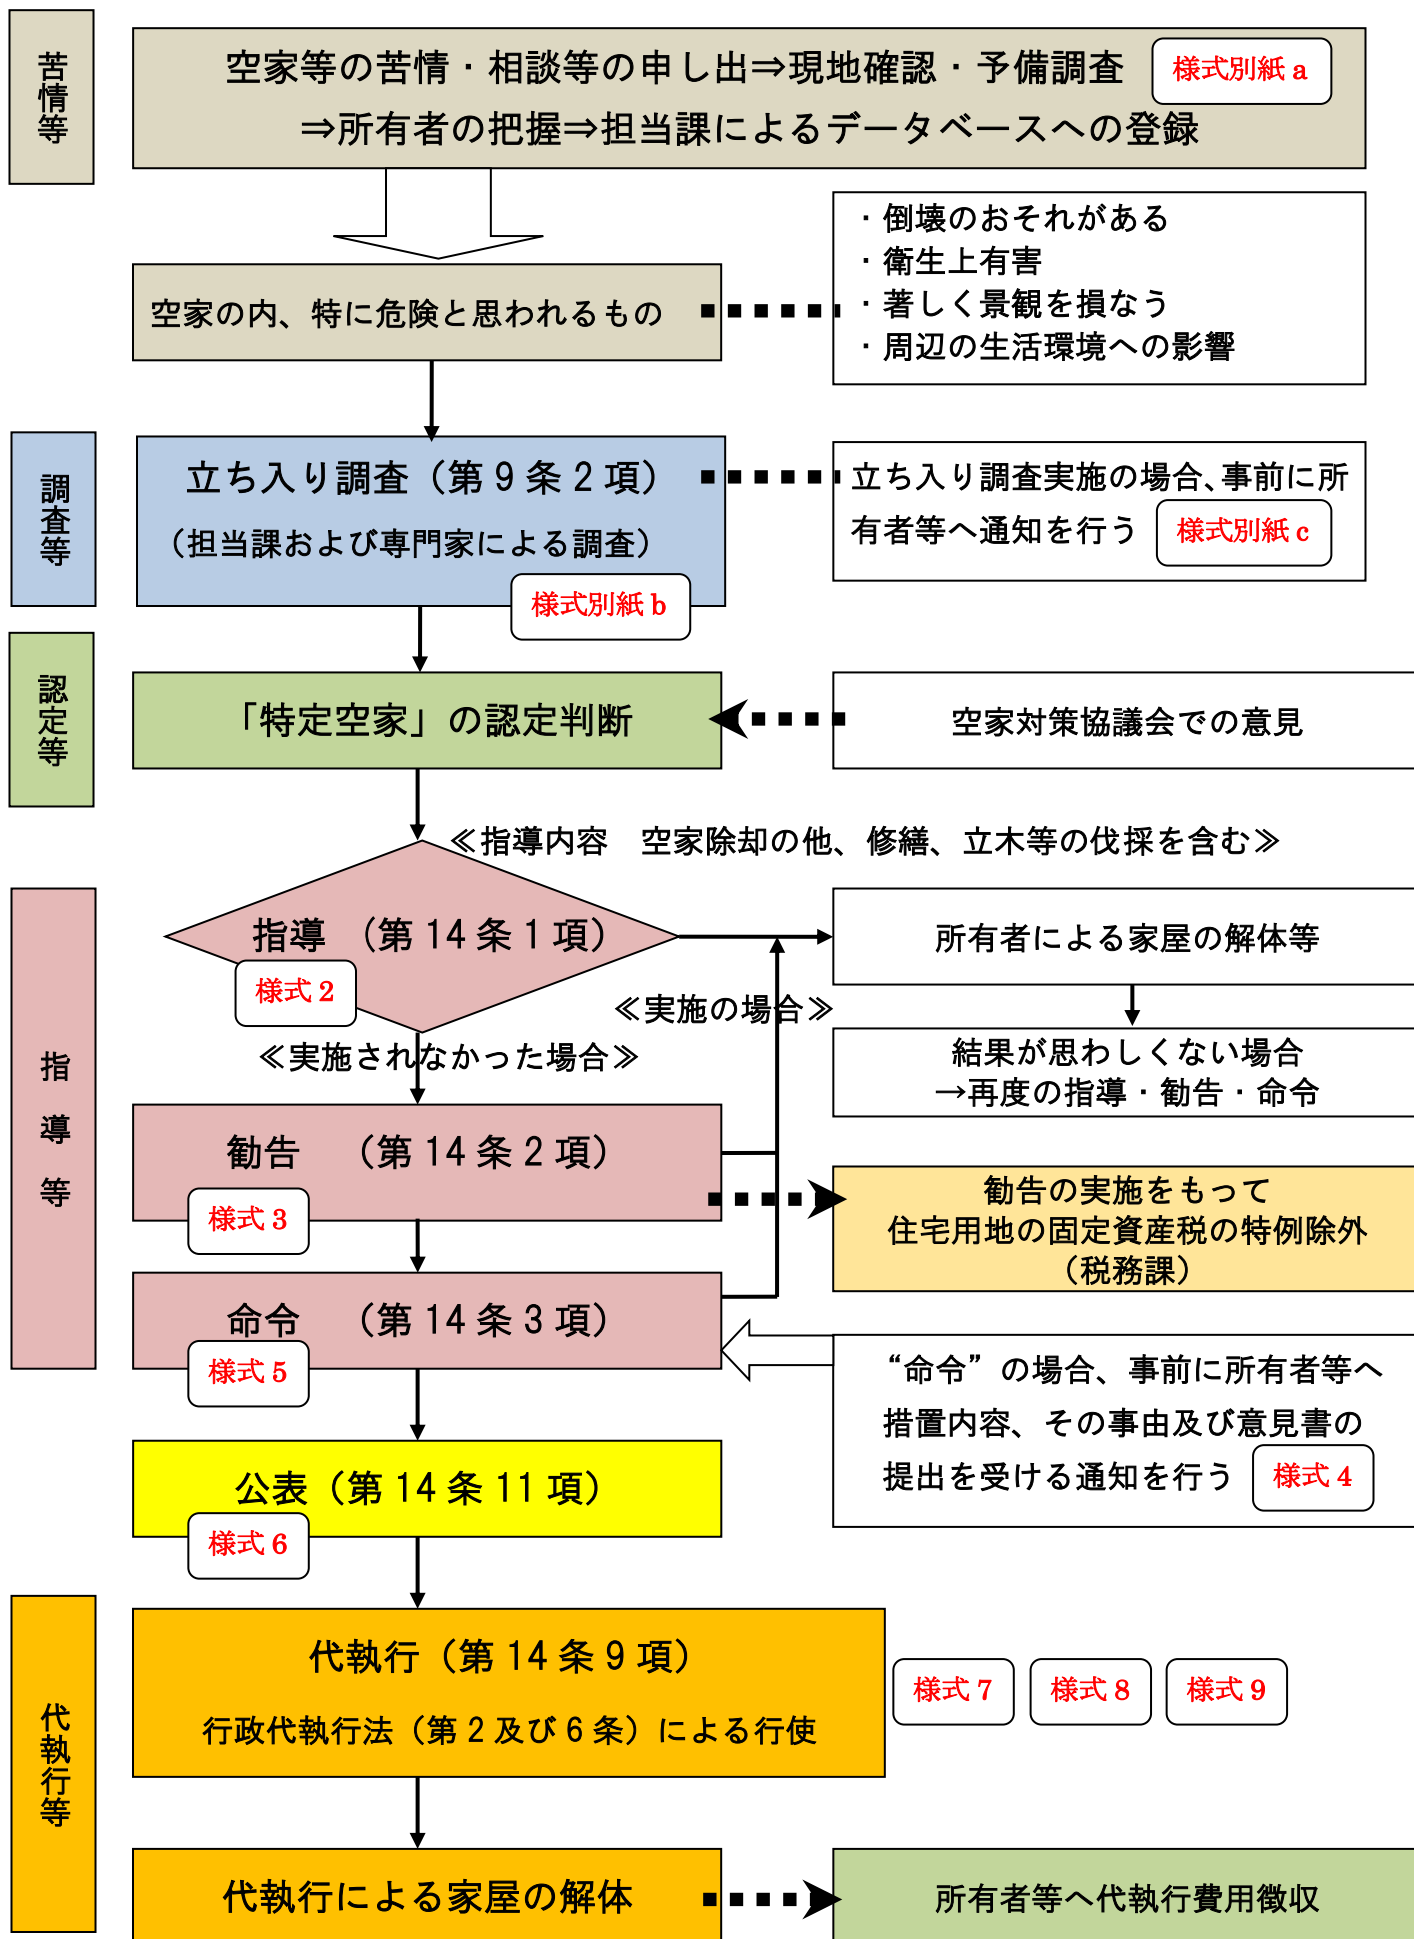 苦情等
空家等の苦情・相談等の申し出⇒現地確認・予備調査
様式別紙a
⇒所有者の把握⇒担当課によるデータベースへの登録
空家の内、特に危険と思われるもの
・倒壊のおそれがある
・衛生上有害
・著しく景観を損なう
・周辺の生活環境への影響
調査等
立ち入り調査（第9条2項）
（担当課および専門家による調査）
様式別紙b
立ち入り調査実施の場合、事前に所
有者等へ通知を行う
様式別紙c
認定等
「特定空家」の認定判断
空家対策協議会での意見
≪指導内容　空家除却の他、修繕、立木等の伐採を含む≫
指導等
指導　（第14条1項）
様式2
所有者による家屋の解体等
≪実施の場合≫
≪実施されなかった場合≫
結果が思わしくない場合
→再度の指導・勧告・命令
勧告　（第14条2項）
様式3
勧告の実施をもって
住宅用地の固定資産税の特例除外
（税務課）
命令　（第14条3項）
様式5
“命令”の場合、事前に所有者等へ
措置内容、その事由及び意見書の
提出を受ける通知を行う
様式4
公表（第14条11項）
様式6
代執行等
代執行（第14条9項）
行政代執行法（第2及び6条）による行使
様式7
様式8
様式9
代執行による家屋の解体
所有者等へ代執行費用徴収